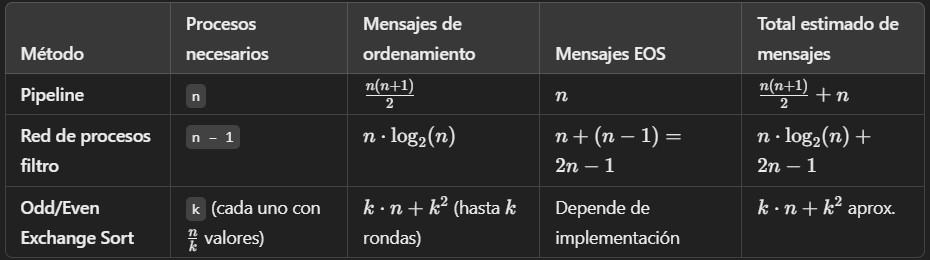 Método | Procesos necesarios | Mensajes de ordenamiento | Mensajes EOS | Total estimado de mensajes
Pipeline | n | n(n+1)/2 | n | n(n+1)/2 + n
Red de procesos filtro | n - 1 | n · log₂(n) | n + (n − 1) = 2n − 1 | n · log₂(n) + 2n − 1
Odd/Even Exchange Sort | k (cada uno con n/k valores) | k · n + k² (hasta k rondas) | Depende de implementación | k · n + k² aprox.